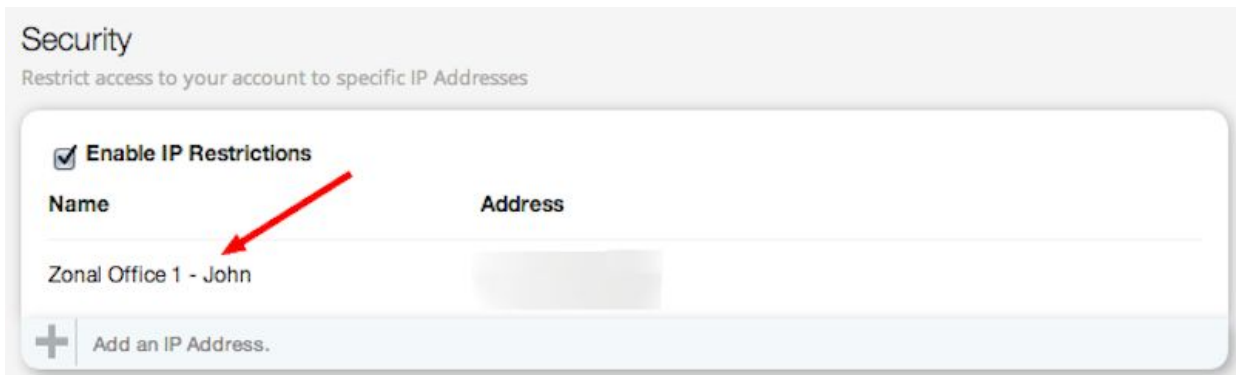 Security
Restrict access to your account to specific IP Addresses
Enable IP Restrictions
Name Address
Zonal Office 1 - John
Add an IP Address.